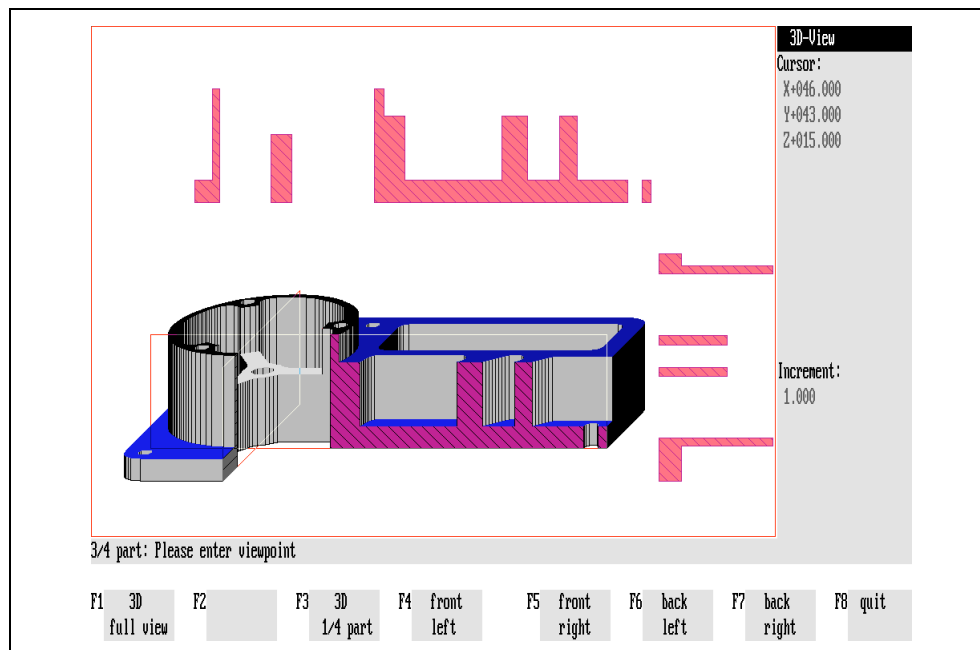 3D-View
Cursor:
X+046.000
Y+043.000
Z+015.000
Increment:
1.000
3/4 part: Please enter viewpoint
F1 3D full view
F2
F3 3D 1/4 part
F4 front left
F5 front right
F6 back left
F7 back right
F8 quit